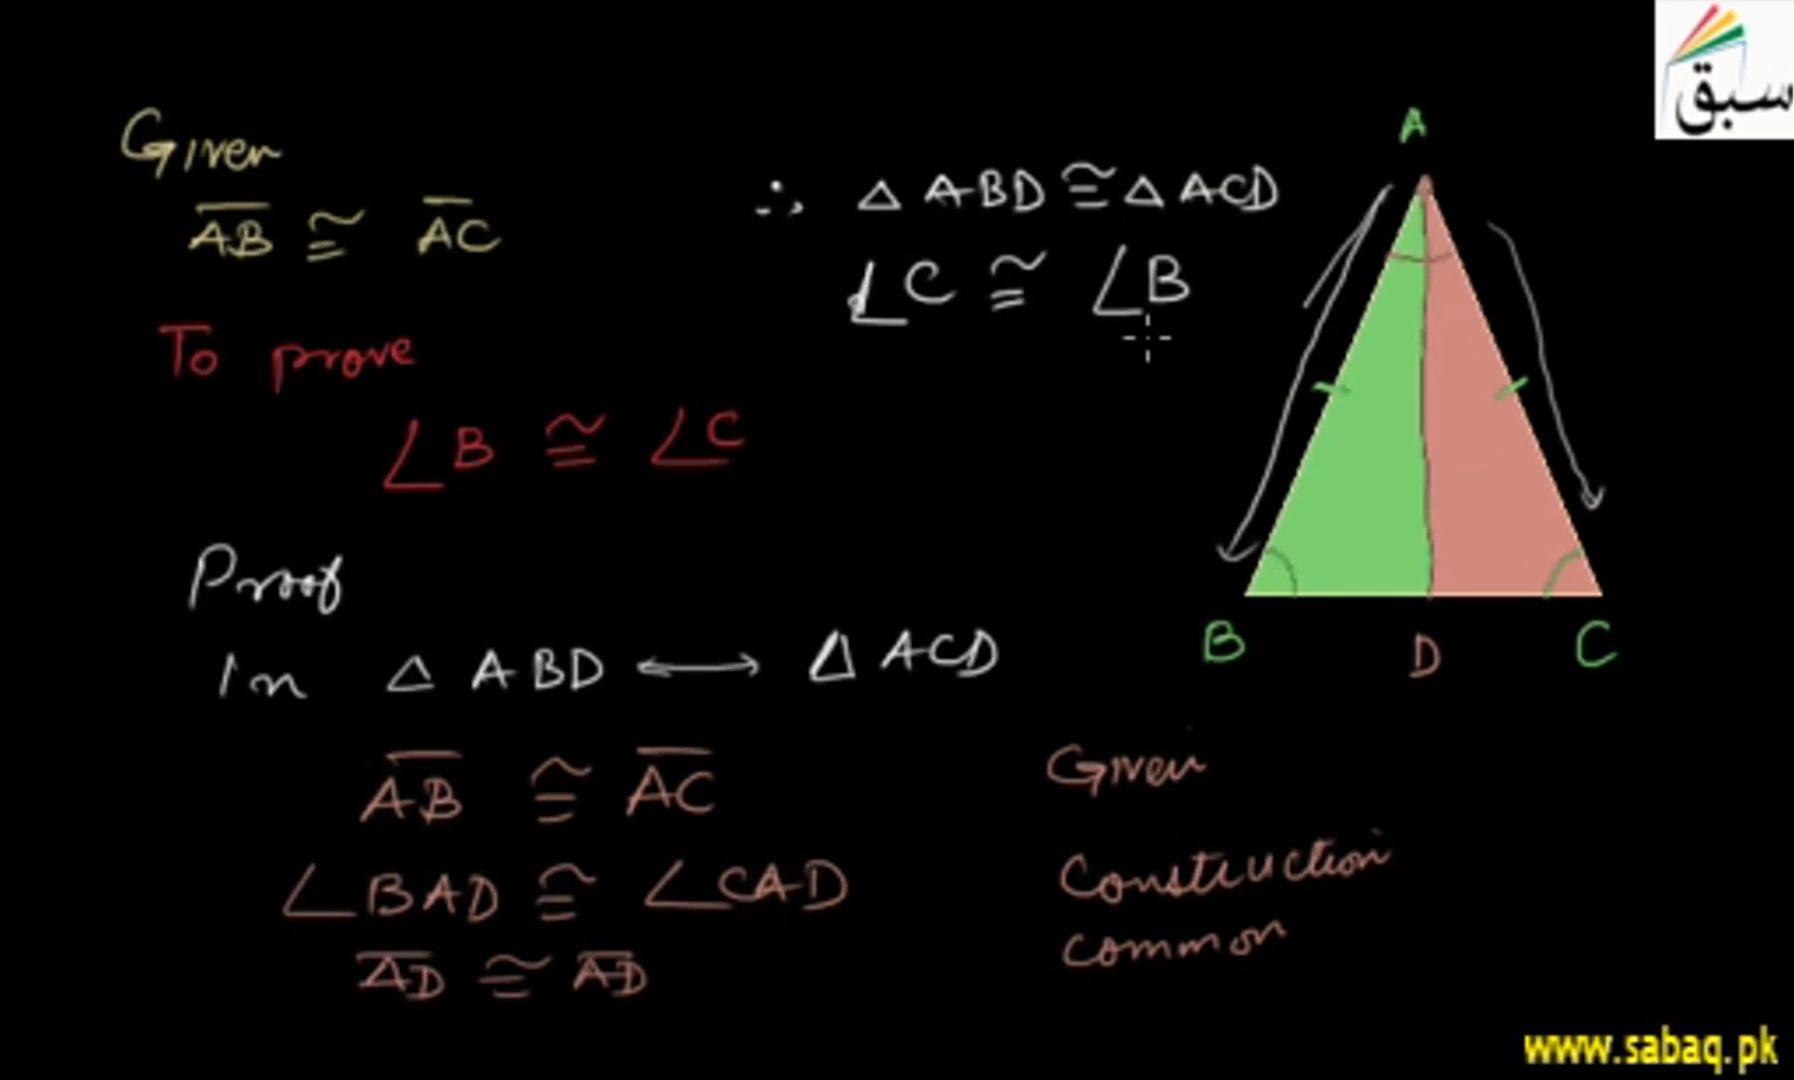 Given
AB ≅ AC
To prove
∠B ≅ ∠C
Proof
In △ ABD ⟷ △ ACD
AB ≅ AC Given
∠BAD ≅ ∠CAD Construction
AD ≅ AD common
∴ △ ABD ≅ △ ACD
∠C ≅ ∠B
A
B D C
سبق
www.sabaq.pk